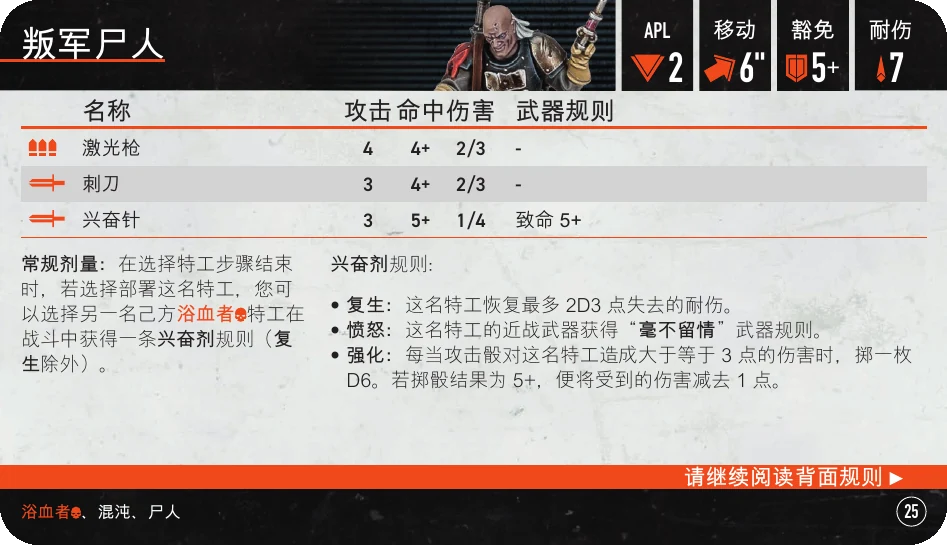 叛军尸人
APL 移动 豁免 耐伤
2 6" 5+ 7
名称 攻击 命中 伤害 武器规则
激光枪 4 4+ 2/3 -
刺刀 3 4+ 2/3 -
兴奋针 3 5+ 1/4 致命 5+
常规剂量：在选择特工步骤结束
时，若选择部署这名特工，您可
以选择另一名己方浴血者特工在
战斗中获得一条兴奋剂规则（复
生除外）。
兴奋剂规则:
• 复生：这名特工恢复最多 2D3 点失去的耐伤。
• 愤怒：这名特工的近战武器获得“毫不留情”武器规则。
• 强化：每当攻击骰对这名特工造成大于等于 3 点的伤害时，掷一枚
D6。若掷骰结果为 5+，便将受到的伤害减去 1 点。
请继续阅读背面规则 ►
浴血者、混沌、尸人
25